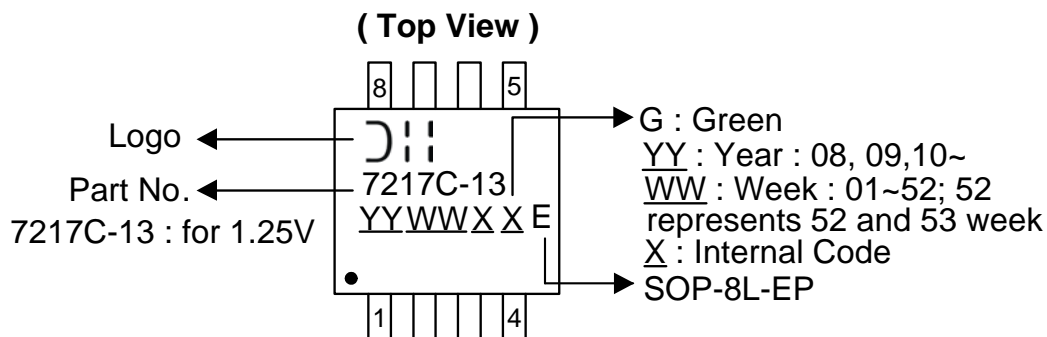 ( Top View )
8
5
Logo
7217C-13
YYWWX X E
Part No.
7217C-13 : for 1.25V
G : Green
YY : Year : 08, 09,10~
WW : Week : 01~52; 52
represents 52 and 53 week
X : Internal Code
SOP-8L-EP
1
4